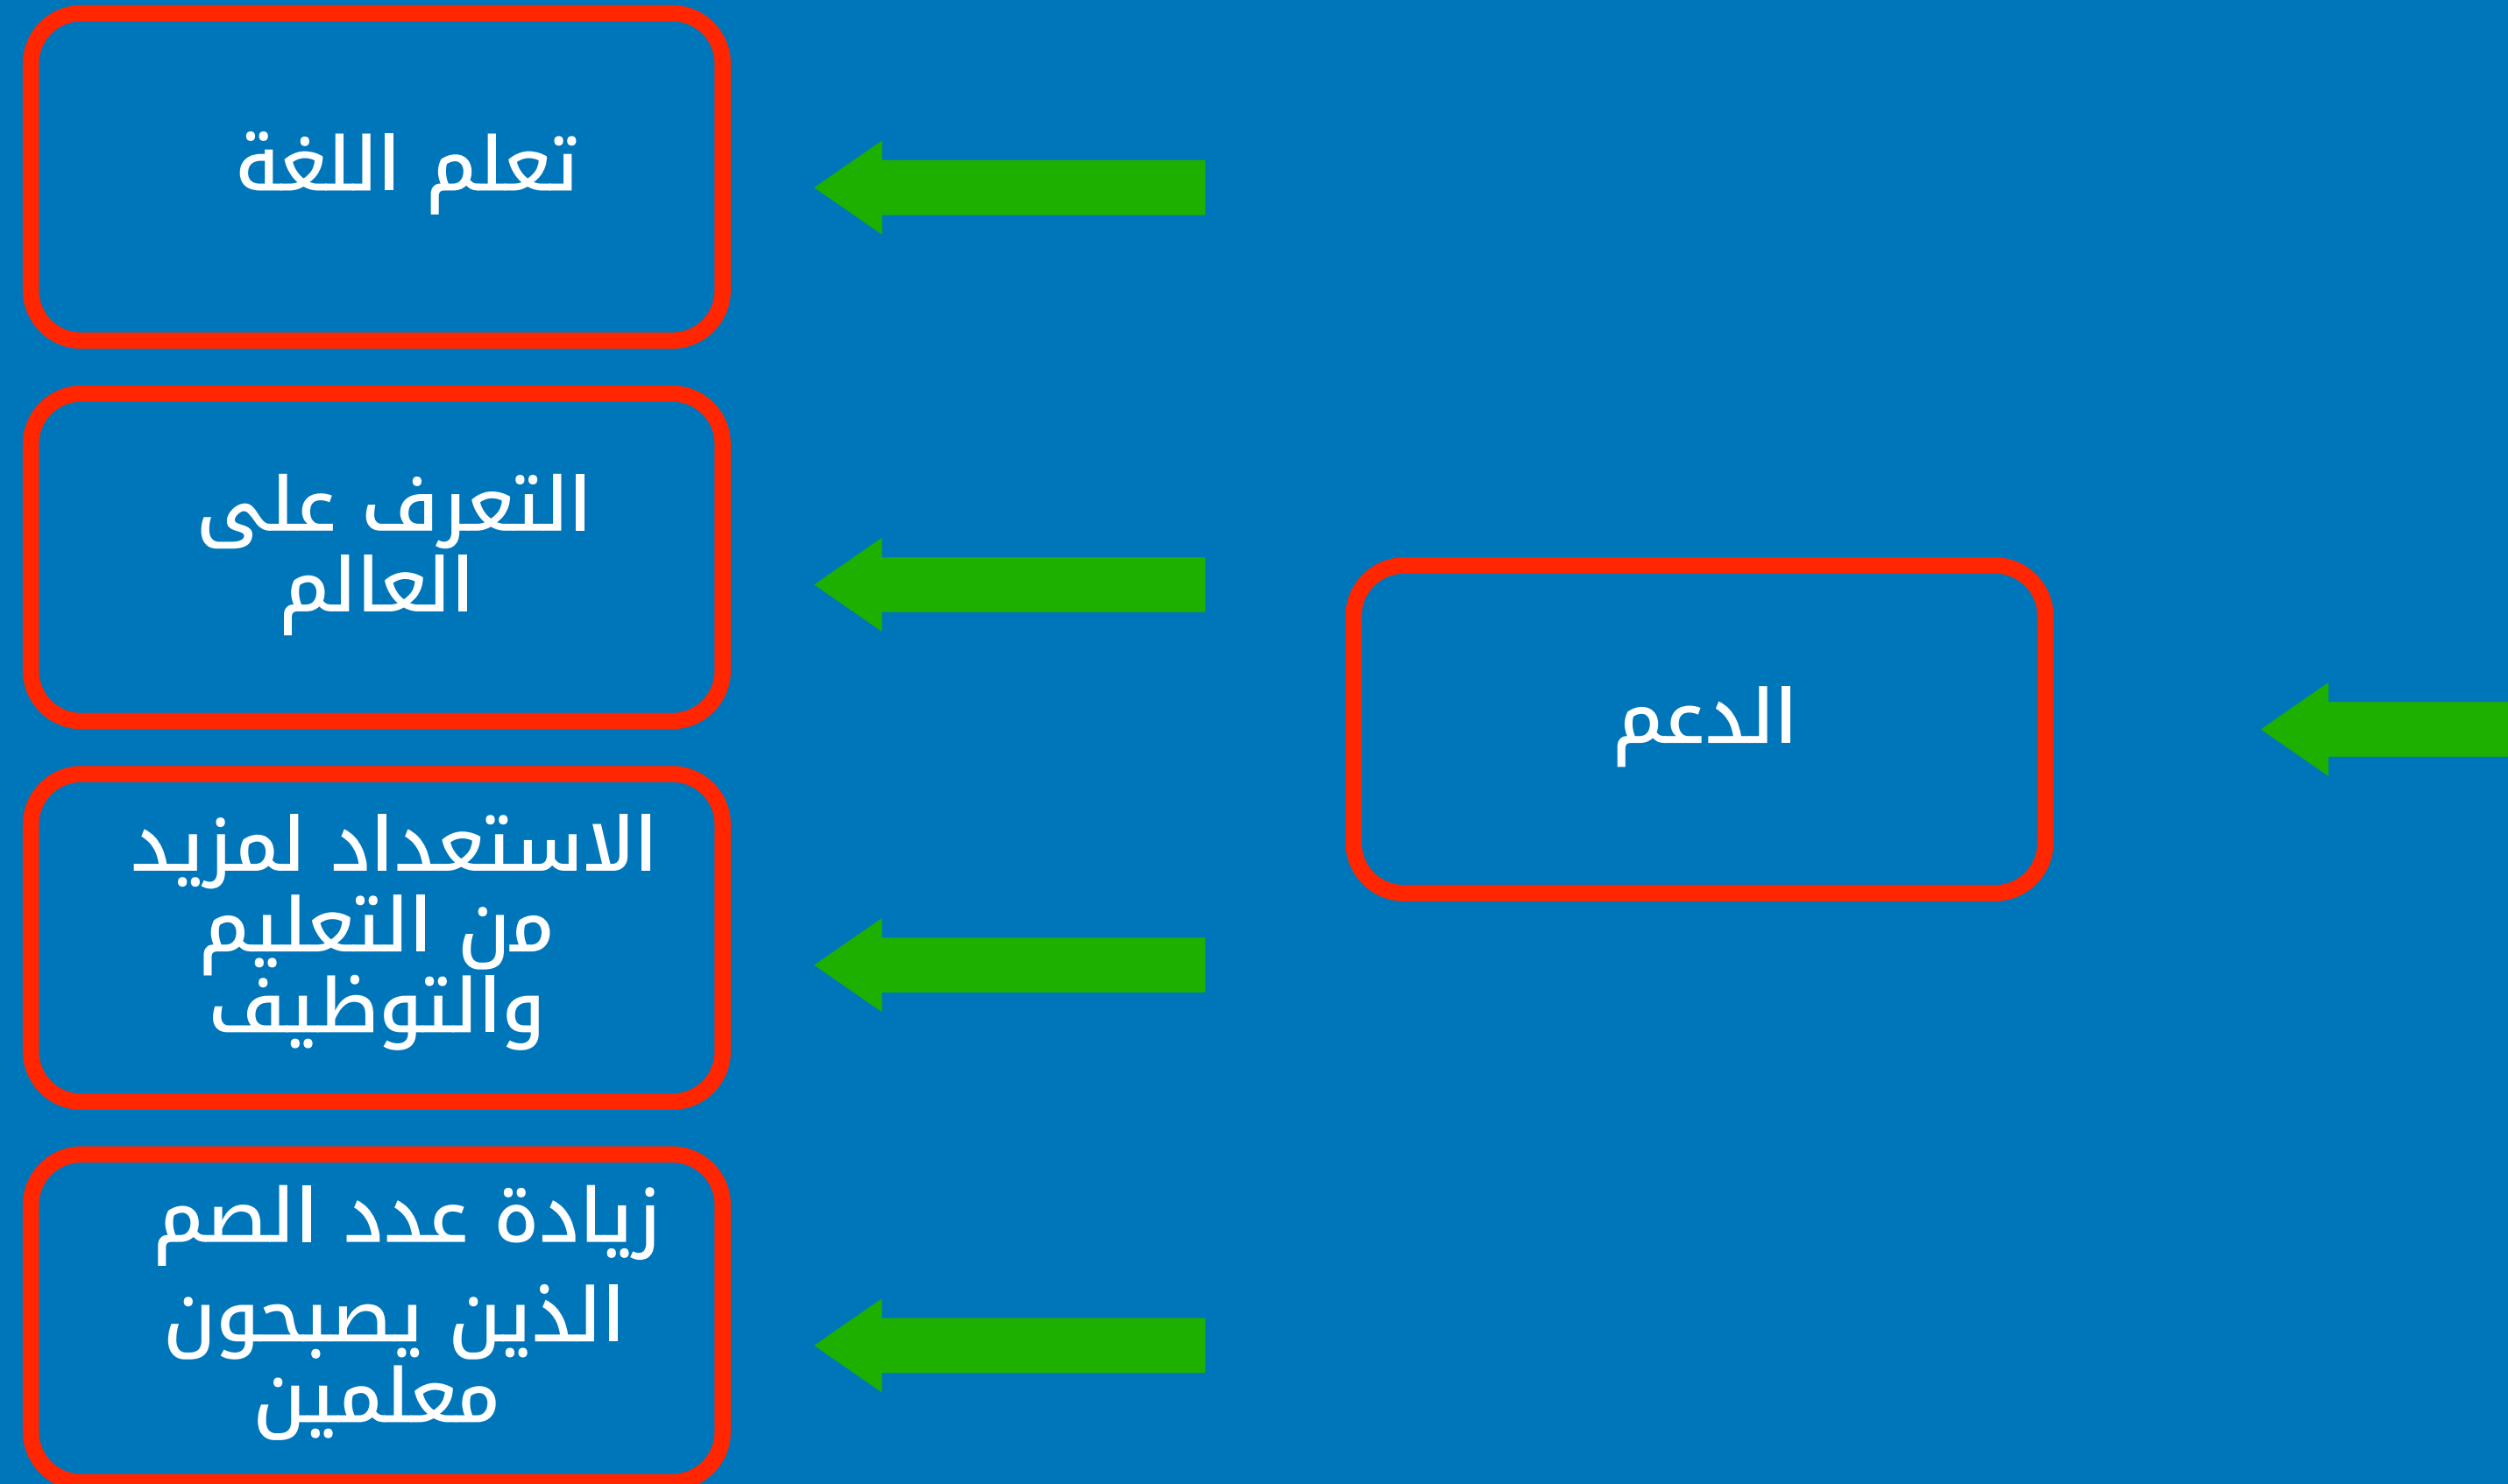 الدعم
تعلم اللغة
التعرف على
العالم
الاستعداد لمزيد
من التعليم
والتوظيف
زيادة عدد الصم
الذين يصبحون
معلمين